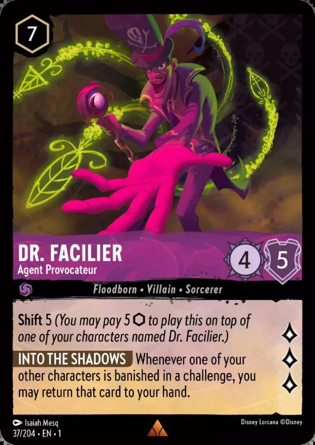 7
DR. FACILIER
Agent Provocateur
4
5
Floodborn • Villain • Sorcerer
Shift 5 (You may pay 5 ⬡ to play this on top of
one of your characters named Dr. Facilier.)
INTO THE SHADOWS Whenever one of your
other characters is banished in a challenge, you
may return that card to your hand.
Isaiah Mesq
Disney Lorcana ©Disney
37/204 • EN • 1